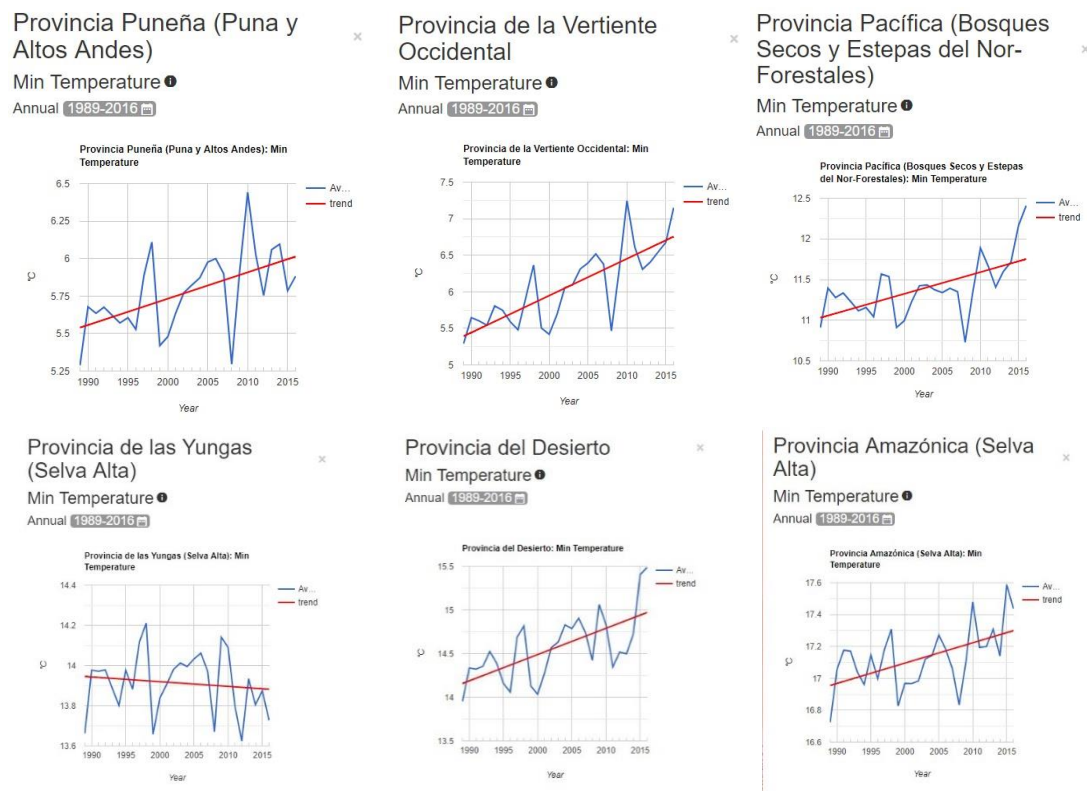 Provincia Puneña (Puna y
Altos Andes)
×
Min Temperature
Annual 1989-2016
Provincia Puneña (Puna y Altos Andes): Min
Temperature
6.5
6.25
6
5.75
5.5
5.25
°C
1990 1995 2000 2005 2010 2015
Year
Av...
trend
Provincia de la Vertiente
Occidental
×
Min Temperature
Annual 1989-2016
Provincia de la Vertiente Occidental: Min
Temperature
7.5
7
6.5
6
5.5
5
°C
1990 1995 2000 2005 2010 2015
Year
Av...
trend
Provincia Pacífica (Bosques
Secos y Estepas del Nor-
Forestales)
×
Min Temperature
Annual 1989-2016
Provincia Pacífica (Bosques Secos y Estepas
del Nor-Forestales): Min Temperature
12.5
12
11.5
11
10.5
°C
1990 1995 2000 2005 2010 2015
Year
Av...
trend
Provincia de las Yungas
(Selva Alta)
×
Min Temperature
Annual 1989-2016
Provincia de las Yungas (Selva Alta): Min
Temperature
14.4
14.2
14
13.8
13.6
°C
1990 1995 2000 2005 2010 2015
Year
Av...
trend
Provincia del Desierto
×
Min Temperature
Annual 1989-2016
Provincia del Desierto: Min Temperature
15.5
15
14.5
14
13.5
°C
1990 1995 2000 2005 2010 2015
Year
Av...
trend
Provincia Amazónica (Selva
Alta)
×
Min Temperature
Annual 1989-2016
Provincia Amazónica (Selva Alta): Min
Temperature
17.6
17.4
17.2
17
16.8
16.6
°C
1990 1995 2000 2005 2010 2015
Year
Av...
trend